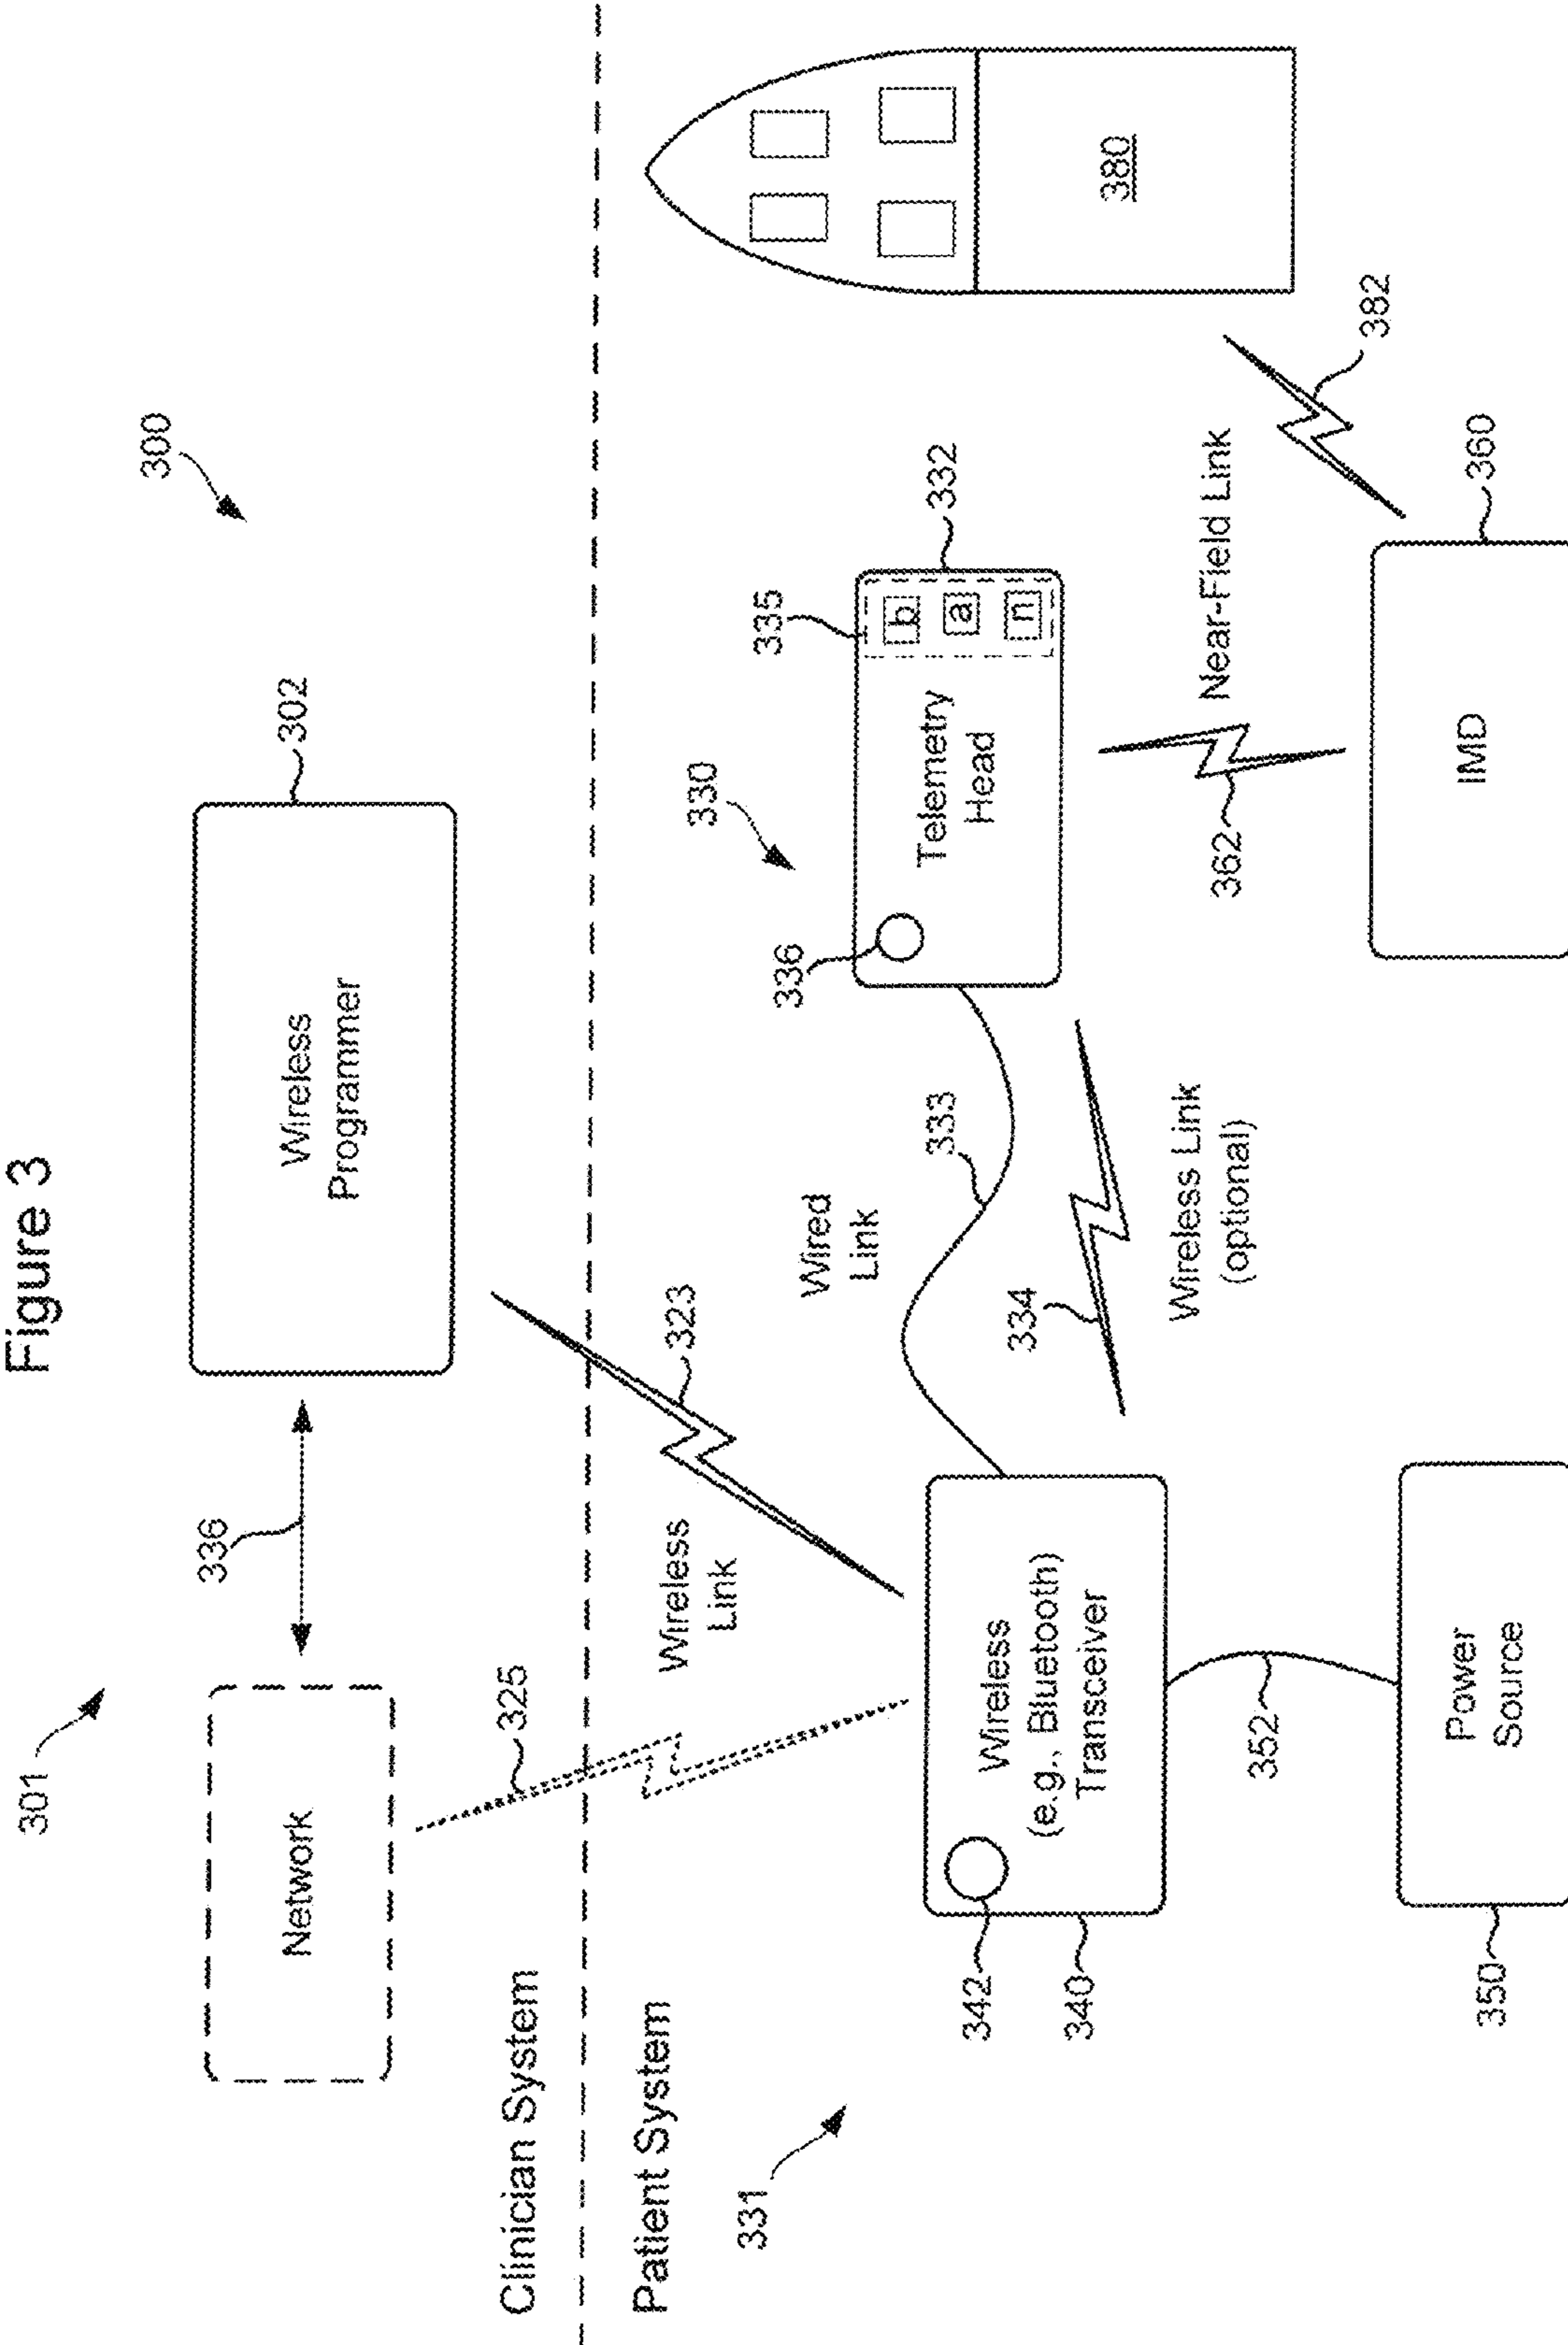 Figure 3
300
301
Network
336
Wireless
Programmer
302
Clinician System
Patient System
325
323
Wireless
Link
331
330
Wired
Link
333
336
335
332
Telemetry
Head
b
a
n
342
340
Wireless
(e.g., Bluetooth)
Transceiver
334
Wireless Link
(optional)
362
Near-Field Link
382
380
352
350
Power
Source
IMD
360